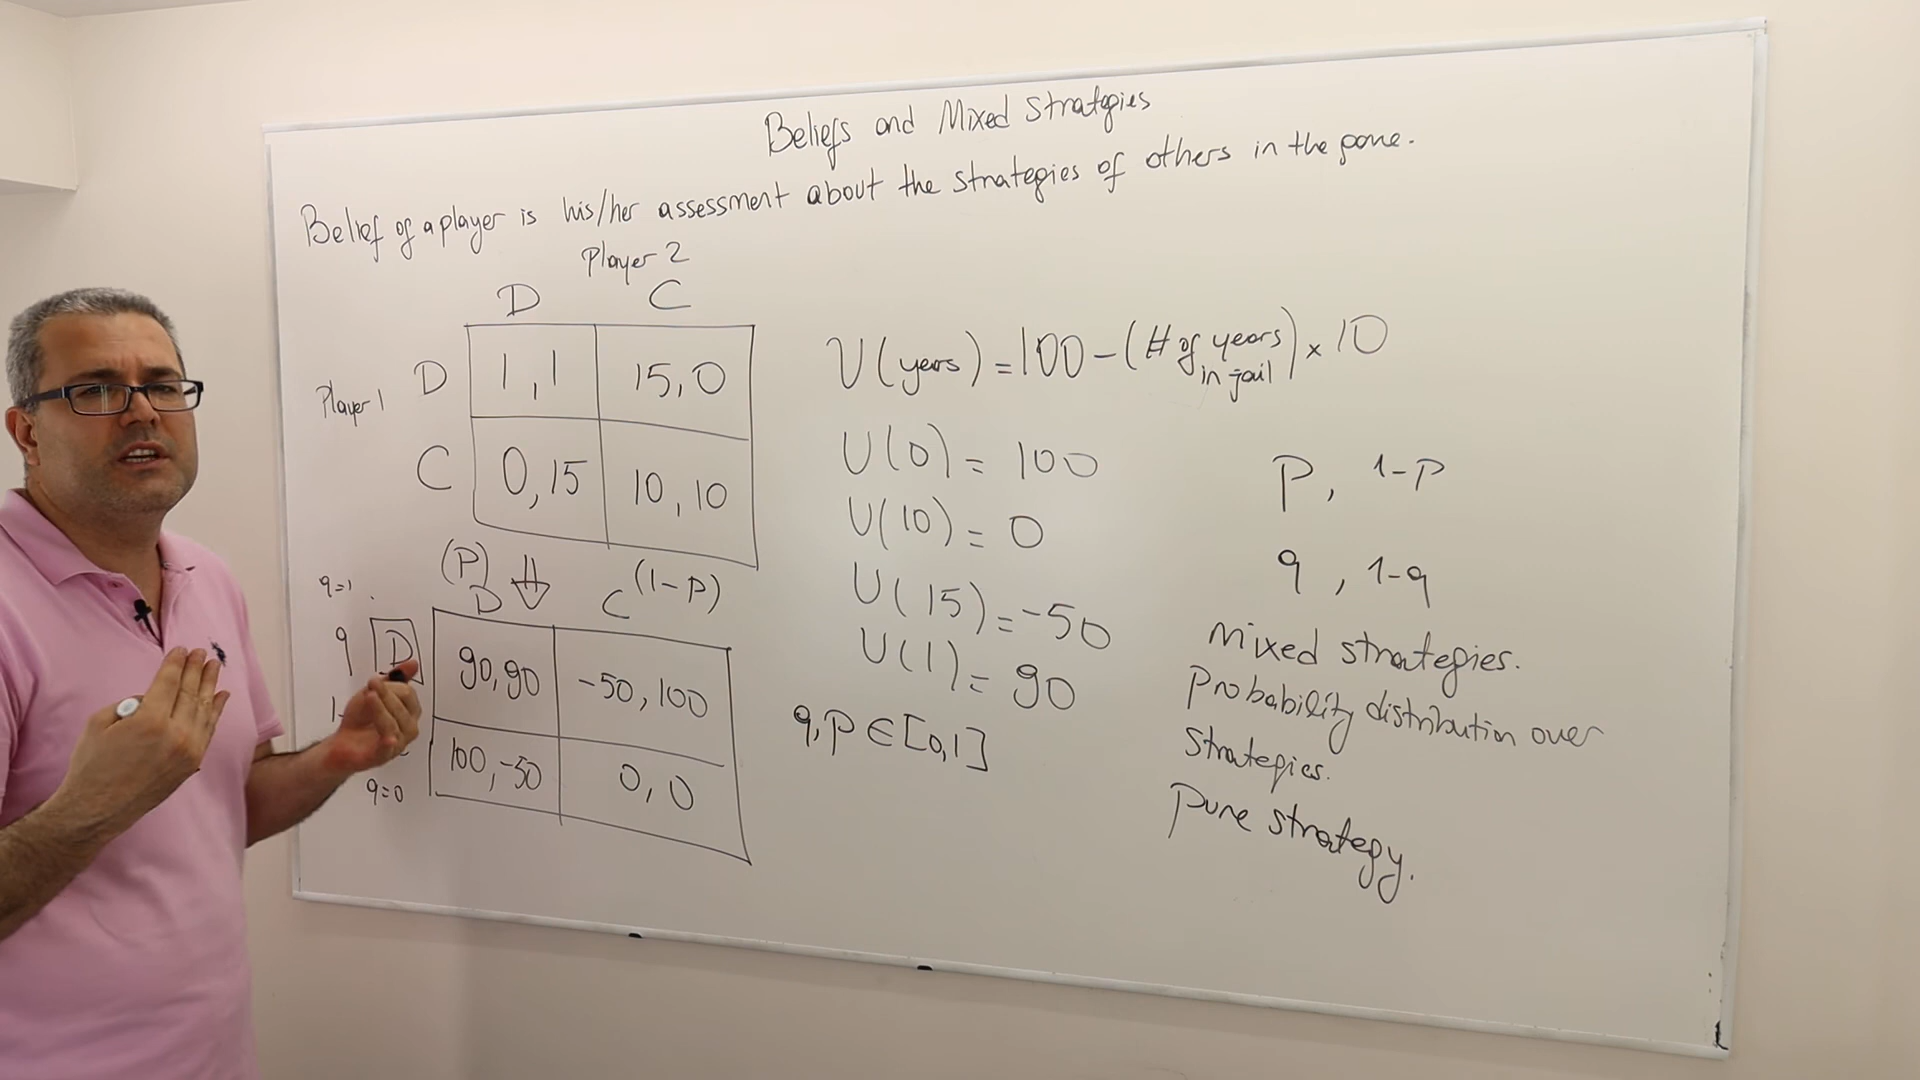 Beliefs and Mixed Strategies
Belief of a player is his/her assessment about the strategies of others in the game.
Player 2
D C
Player 1
D 1,1 15,0
C 0,15 10,10
(P) (1-P)
D C
q=1
q D 90,90 -50,100
1-
100,-50 0,0
q=0
U(years) = 100 - (# of years in jail) × 10
U(0) = 100
U(10) = 0
U(15) = -50
U(1) = 90
q,p ∈ [0,1]
P, 1-P
q, 1-q
mixed strategies.
Probability distribution over
strategies.
Pure strategy.